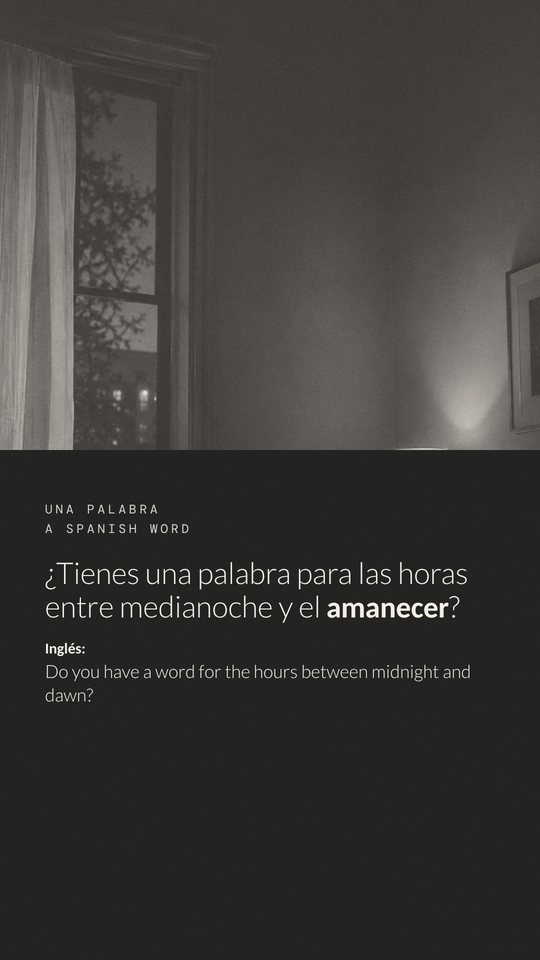 UNA PALABRA
A SPANISH WORD
¿Tienes una palabra para las horas
entre medianoche y el amanecer?
Inglés:
Do you have a word for the hours between midnight and
dawn?